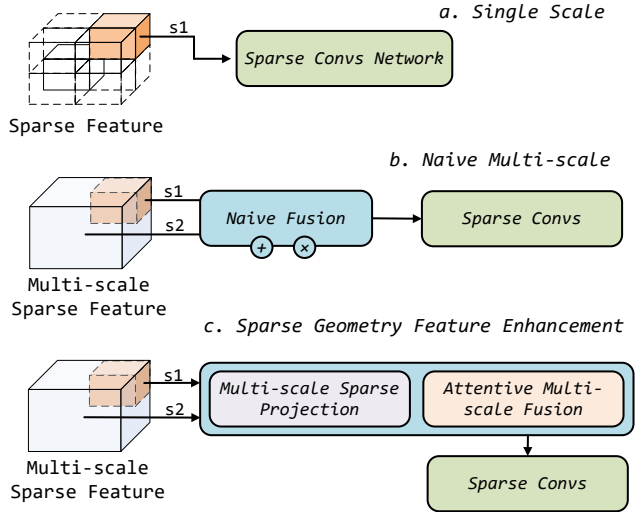 a. Single Scale
s1
Sparse Convs Network
Sparse Feature
b. Naive Multi-scale
s1
s2
Naive Fusion
+ ×
Sparse Convs
Multi-scale
Sparse Feature
c. Sparse Geometry Feature Enhancement
s1
s2
Multi-scale Sparse
Projection
Attentive Multi-
scale Fusion
Multi-scale
Sparse Feature
Sparse Convs